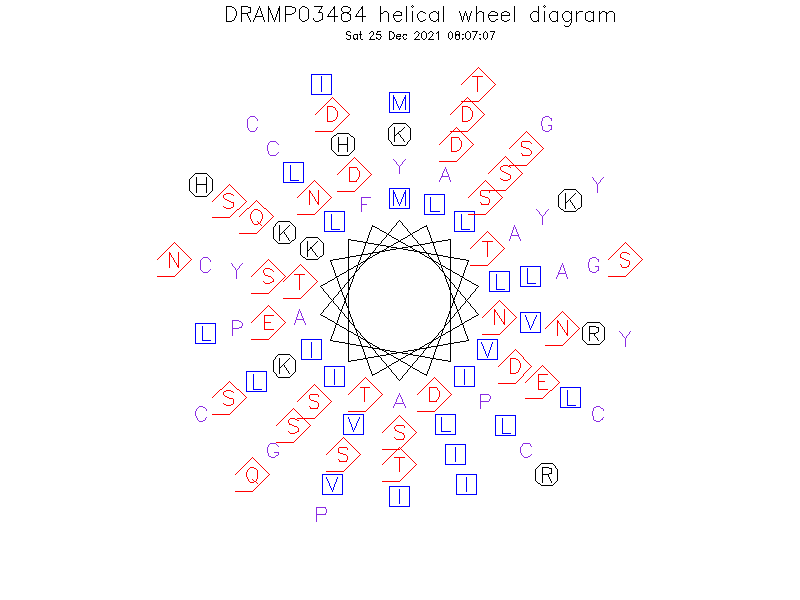 DRAMP03484 helical wheel diagram
Sat 25 Dec 2021 08:07:07
I T
M
D D
C G
K
H D
C S
Y
L D A S
H Y
S N M S K
F L
Q L L Y
K A
K T
N C G S
Y S L A
T L
A N
P E V N
L R
Y
I V
K D
I I
L E
S T D L
S A P
C C
S V L L
S
G S I C
T
Q R
V I
I
P